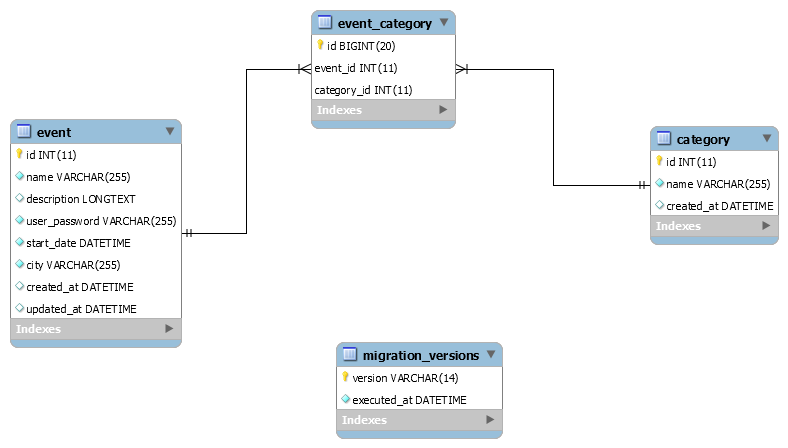 event_category
id BIGINT(20)
event_id INT(11)
category_id INT(11)
Indexes
event
id INT(11)
name VARCHAR(255)
description LONGTEXT
user_password VARCHAR(255)
start_date DATETIME
city VARCHAR(255)
created_at DATETIME
updated_at DATETIME
Indexes
category
id INT(11)
name VARCHAR(255)
created_at DATETIME
Indexes
migration_versions
version VARCHAR(14)
executed_at DATETIME
Indexes